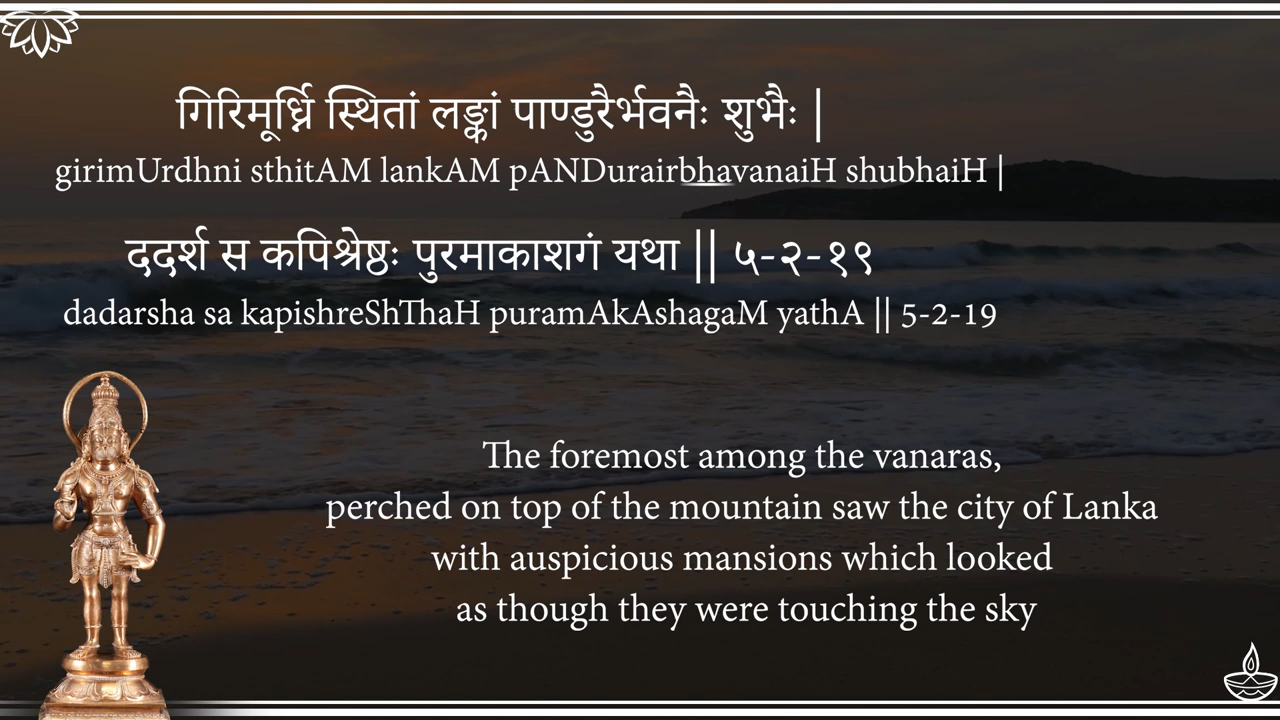 गिरिमूर्ध्नि स्थितां लङ्कां पाण्डुरैर्भवनैः शुभैः |
girimUrdhni sthitAM lankAM pANDurairbhavanaiH shubhaiH |
ददर्श स कपिश्रेष्ठः पुरमाकाशगं यथा || ५-२-१९
dadarsha sa kapishreShThaH puramAkAshagaM yathA || 5-2-19
The foremost among the vanaras,
perched on top of the mountain saw the city of Lanka
with auspicious mansions which looked
as though they were touching the sky